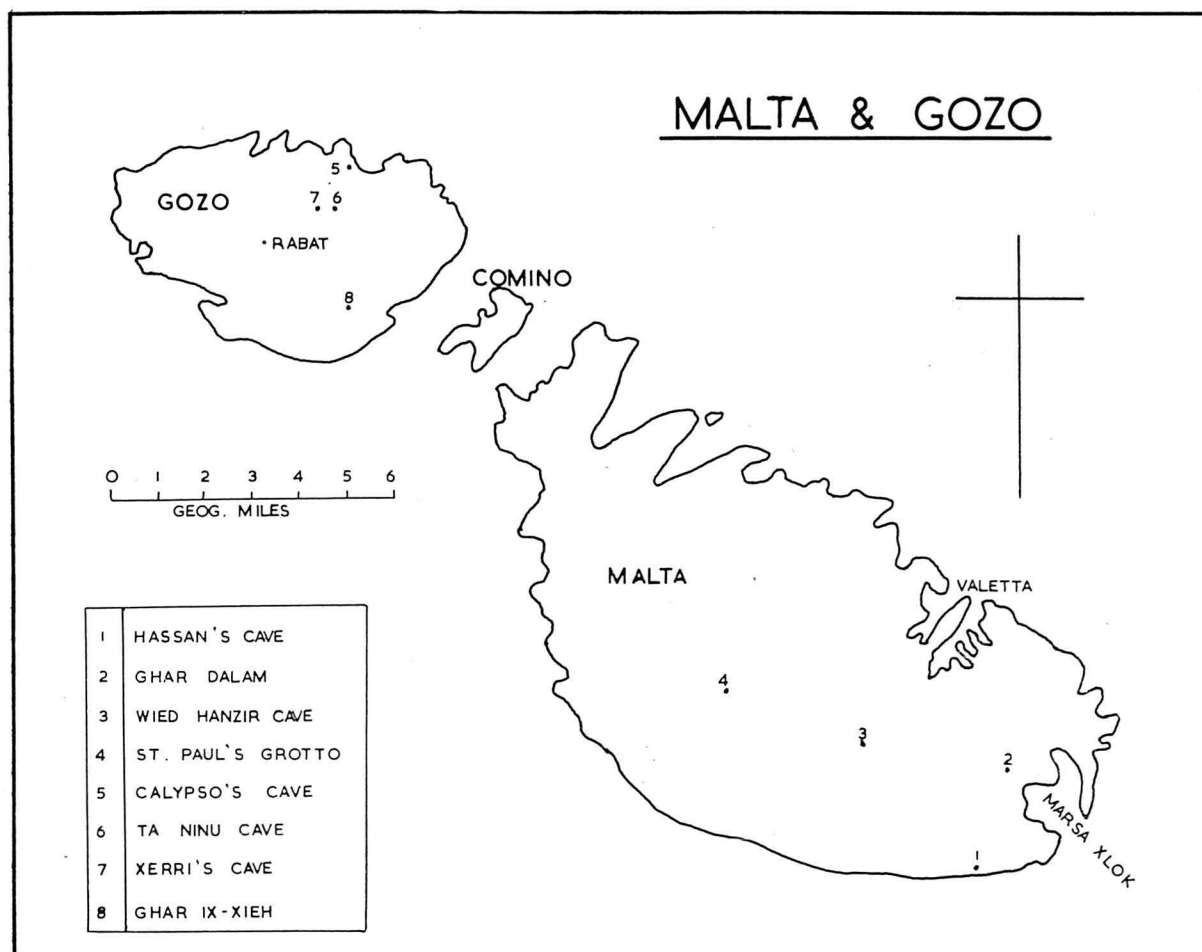 MALTA & GOZO
5
GOZO
7 6
RABAT
COMINO
8
0 1 2 3 4 5 6
GEOG. MILES
MALTA
VALETTA
4
3
2
MARSA XLOK
1
1 HASSAN'S CAVE
2 GHAR DALAM
3 WIED HANZIR CAVE
4 ST. PAUL'S GROTTO
5 CALYPSO'S CAVE
6 TA NINU CAVE
7 XERRI'S CAVE
8 GHAR IX-XIEH